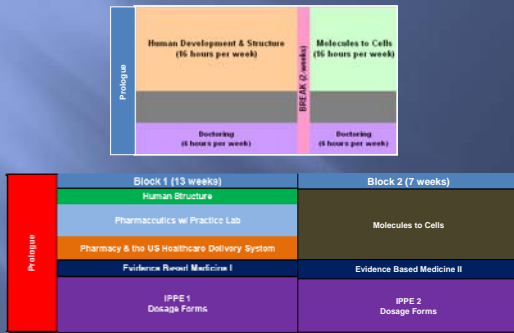 Prologue
Human Development & Structure
(16 hours per week)
BREAK (2 weeks)
Molecules to Cells
(16 hours per week)
Doctoring
(6 hours per week)
Doctoring
(6 hours per week)
Prologue
Block 1 (13 weeks)
Block 2 (7 weeks)
Human Structure
Pharmaceutics w/ Practice Lab
Pharmacy & the US Healthcare Delivery System
Molecules to Cells
Evidence Based Medicine I
Evidence Based Medicine II
IPPE 1
Dosage Forms
IPPE 2
Dosage Forms